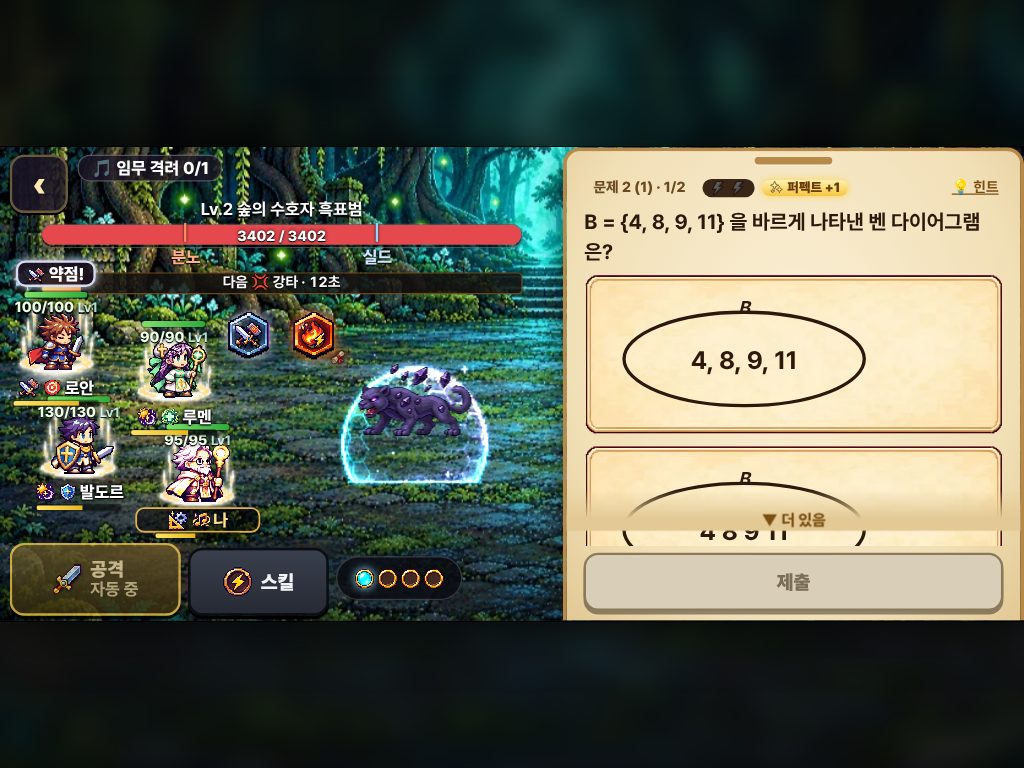 임무 격려 0/1
Lv.2 숲의 수호자 흑표범
3402 / 3402
분노
실드
약점!
다음 강타 · 12초
100/100 Lv1
90/90 Lv1
로안
루멘
130/130 Lv1
95/95 Lv1
발도르
나
공격
자동 중
스킬
문제 2 (1) · 1/2
퍼펙트 +1
힌트
B = {4, 8, 9, 11} 을 바르게 나타낸 벤 다이어그램
은?
B
4, 8, 9, 11
B
4 8 9 11
▼ 더 있음
제출